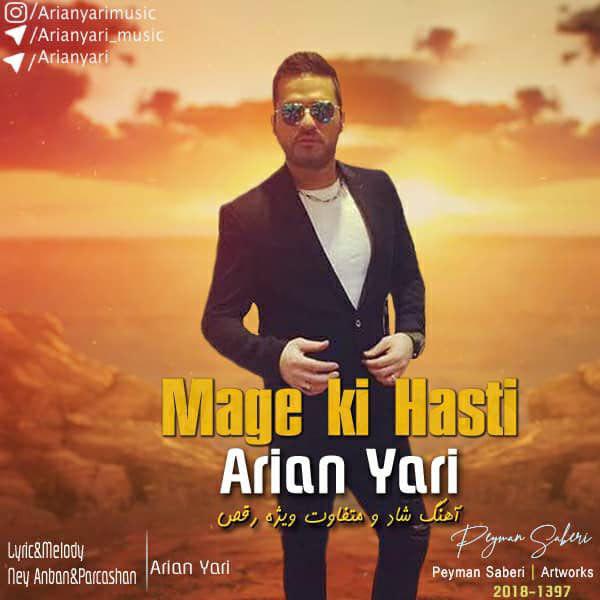 /Arianyarimusic
/Arianyari_music
/Arianyari
Mage ki Hasti
Arian Yari
آهنگ شاد و متفاوت ویژه رقص
Lyric&Melody
Ney Anban&Parcashan
Arian Yari
Peyman Saberi
Peyman Saberi | Artworks
2018-1397